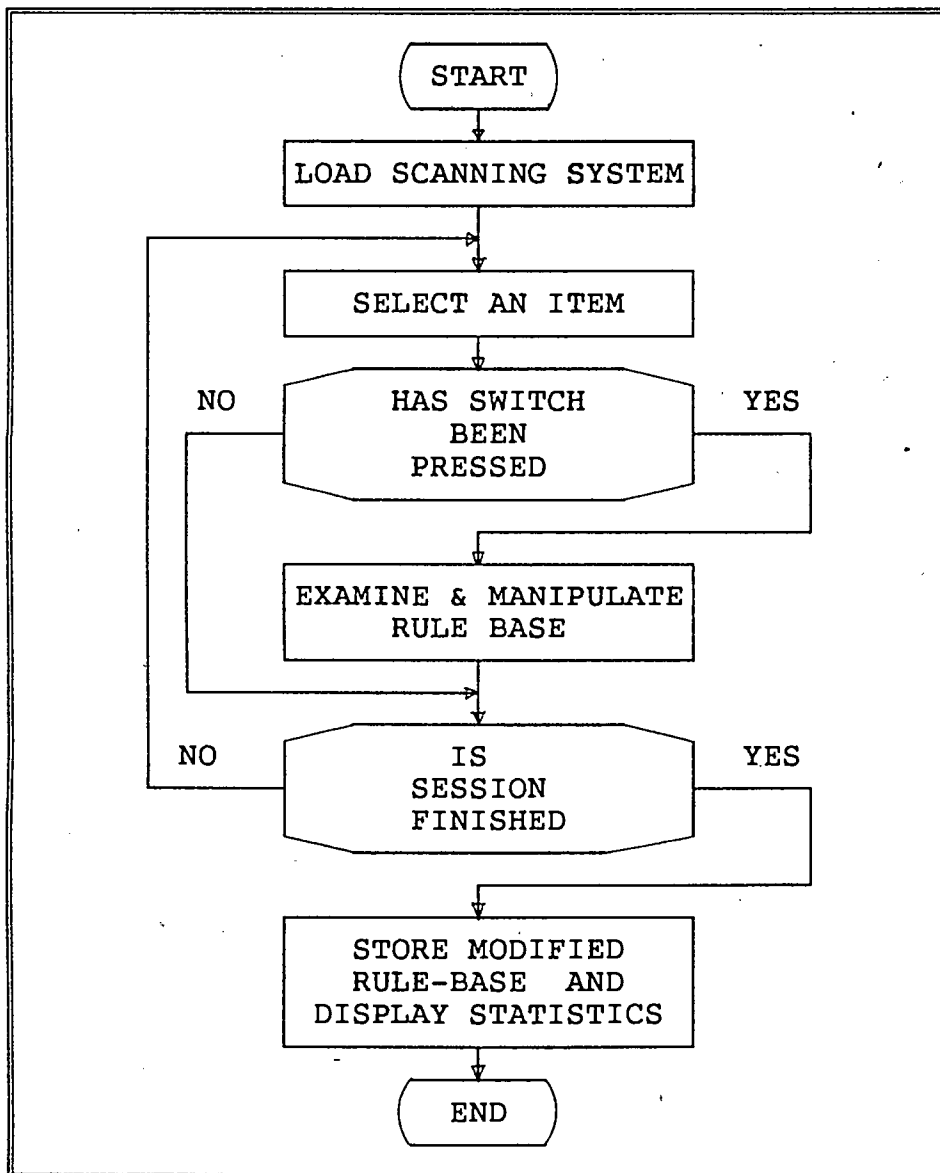 START
LOAD SCANNING SYSTEM
SELECT AN ITEM
NO
HAS SWITCH
YES
BEEN
PRESSED
EXAMINE & MANIPULATE
RULE BASE
NO
IS
YES
SESSION
FINISHED
STORE MODIFIED
RULE-BASE AND
DISPLAY STATISTICS
END